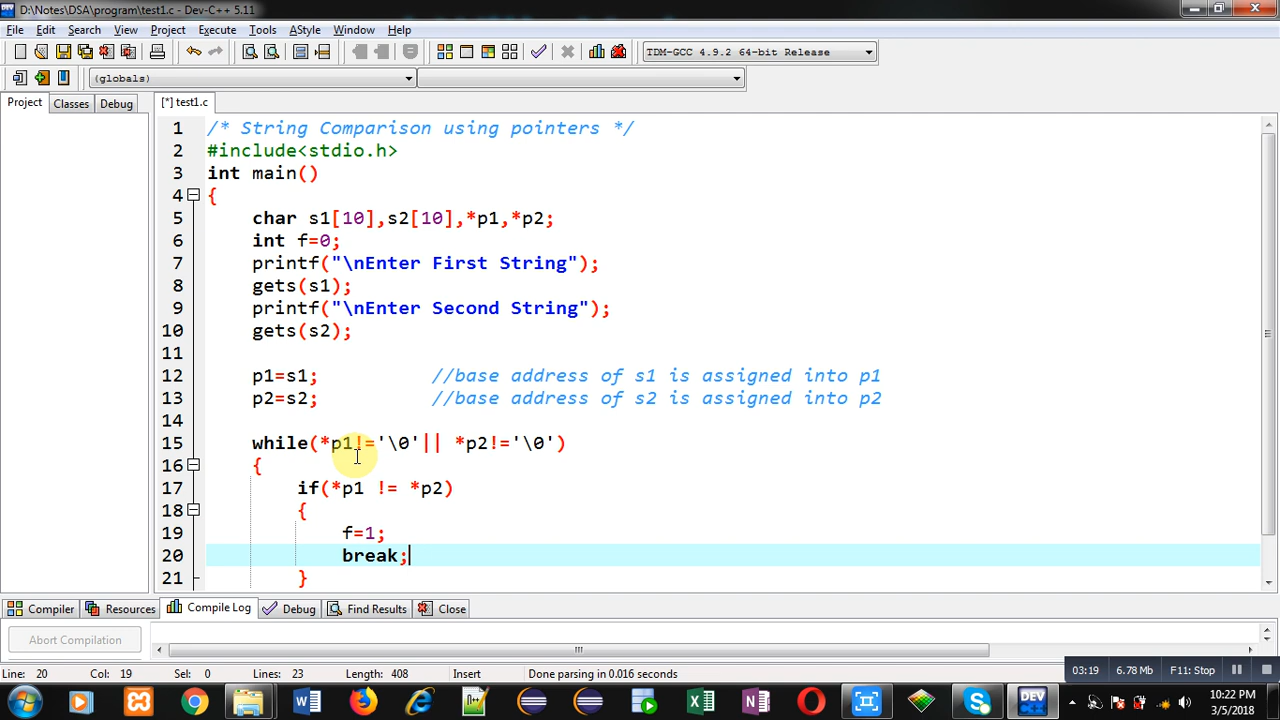 D:\Notes\DSA\program\test1.c - Dev-C++ 5.11
File Edit Search View Project Execute Tools AStyle Window Help
TDM-GCC 4.9.2 64-bit Release
(globals)
Project Classes Debug [*] test1.c
1 /* String Comparison using pointers */
2 #include<stdio.h>
3 int main()
4 {
5 char s1[10],s2[10],*p1,*p2;
6 int f=0;
7 printf("\nEnter First String");
8 gets(s1);
9 printf("\nEnter Second String");
10 gets(s2);
11
12 p1=s1; //base address of s1 is assigned into p1
13 p2=s2; //base address of s2 is assigned into p2
14
15 while(*p1!='\0'|| *p2!='\0')
16 {
17 if(*p1 != *p2)
18 {
19 f=1;
20 break;
21 }
Compiler Resources Compile Log Debug Find Results Close
Abort Compilation
Line: 20 Col: 19 Sel: 0 Lines: 23 Length: 408 Insert Done parsing in 0.016 seconds
03:19 6.78 Mb F11: Stop
DEV
10:22 PM
3/5/2018